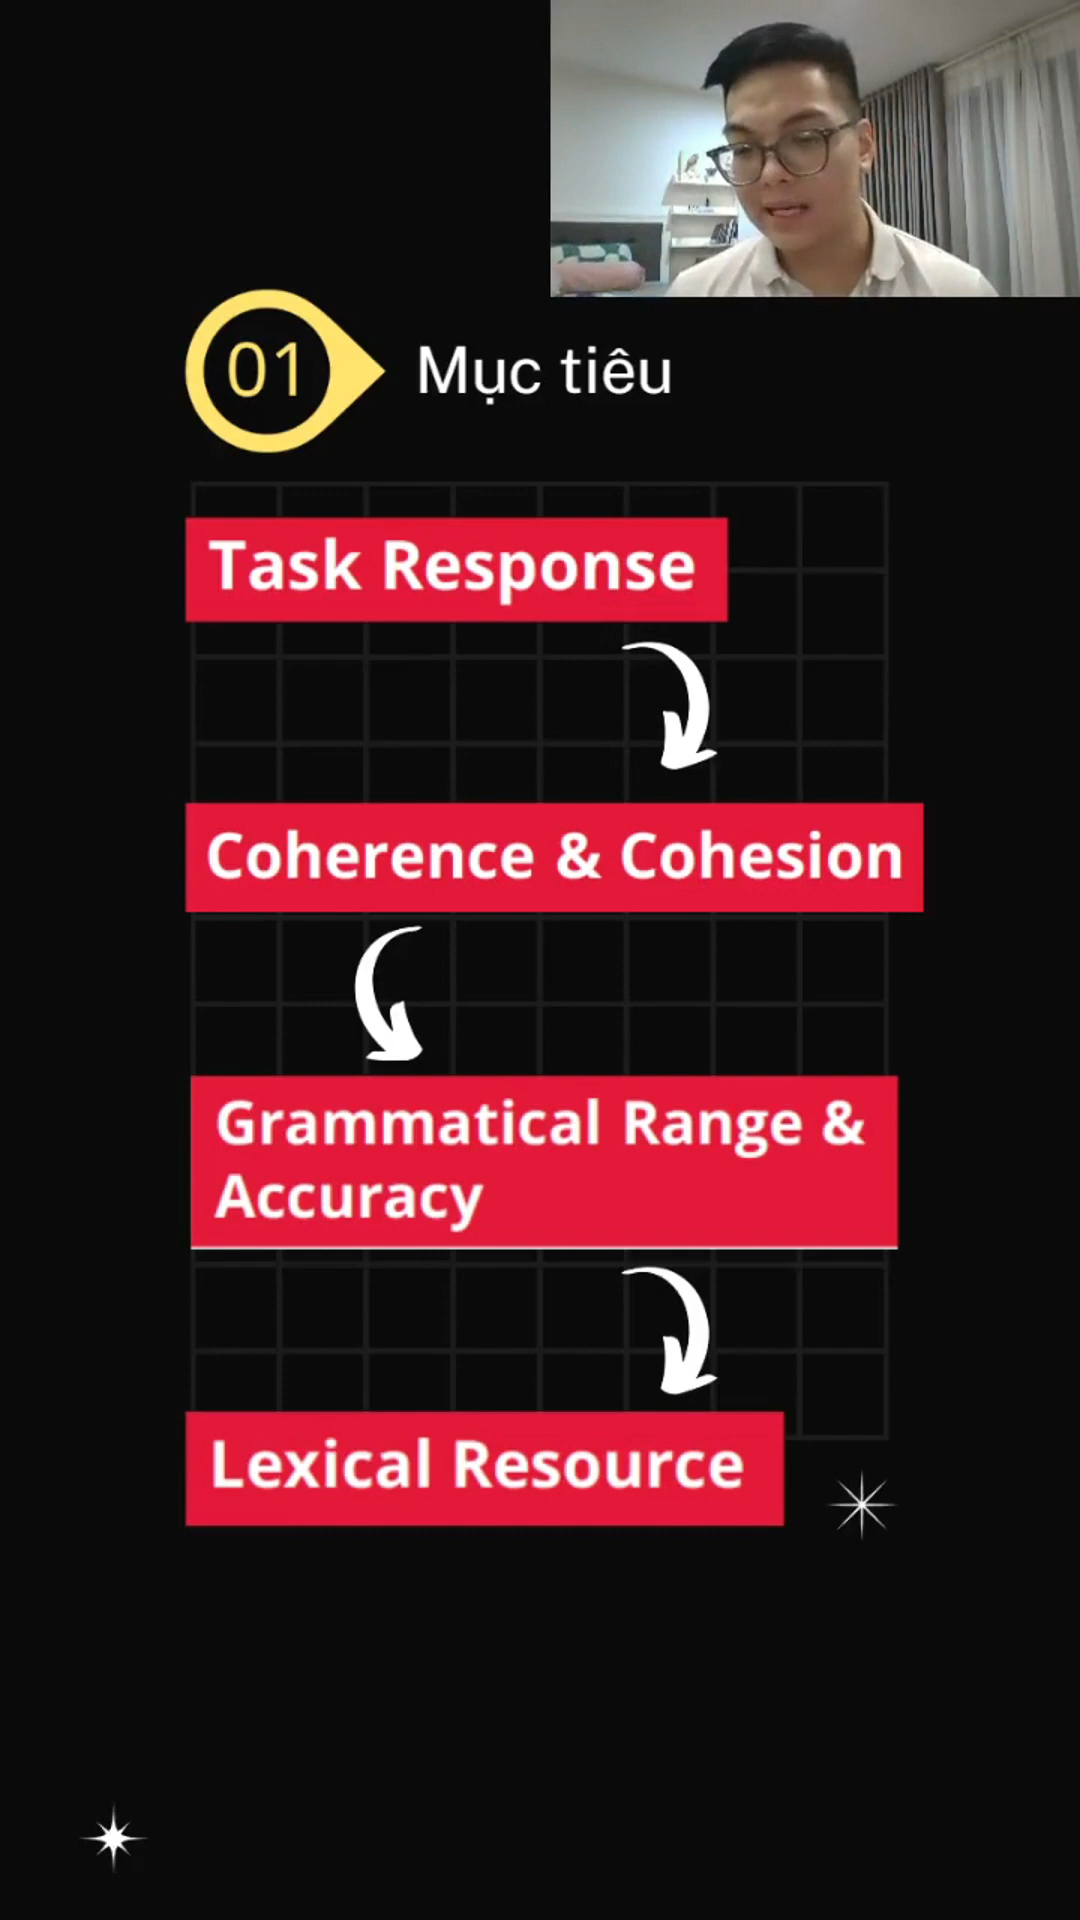 01
Mục tiêu
Task Response
Coherence & Cohesion
Grammatical Range &
Accuracy
Lexical Resource